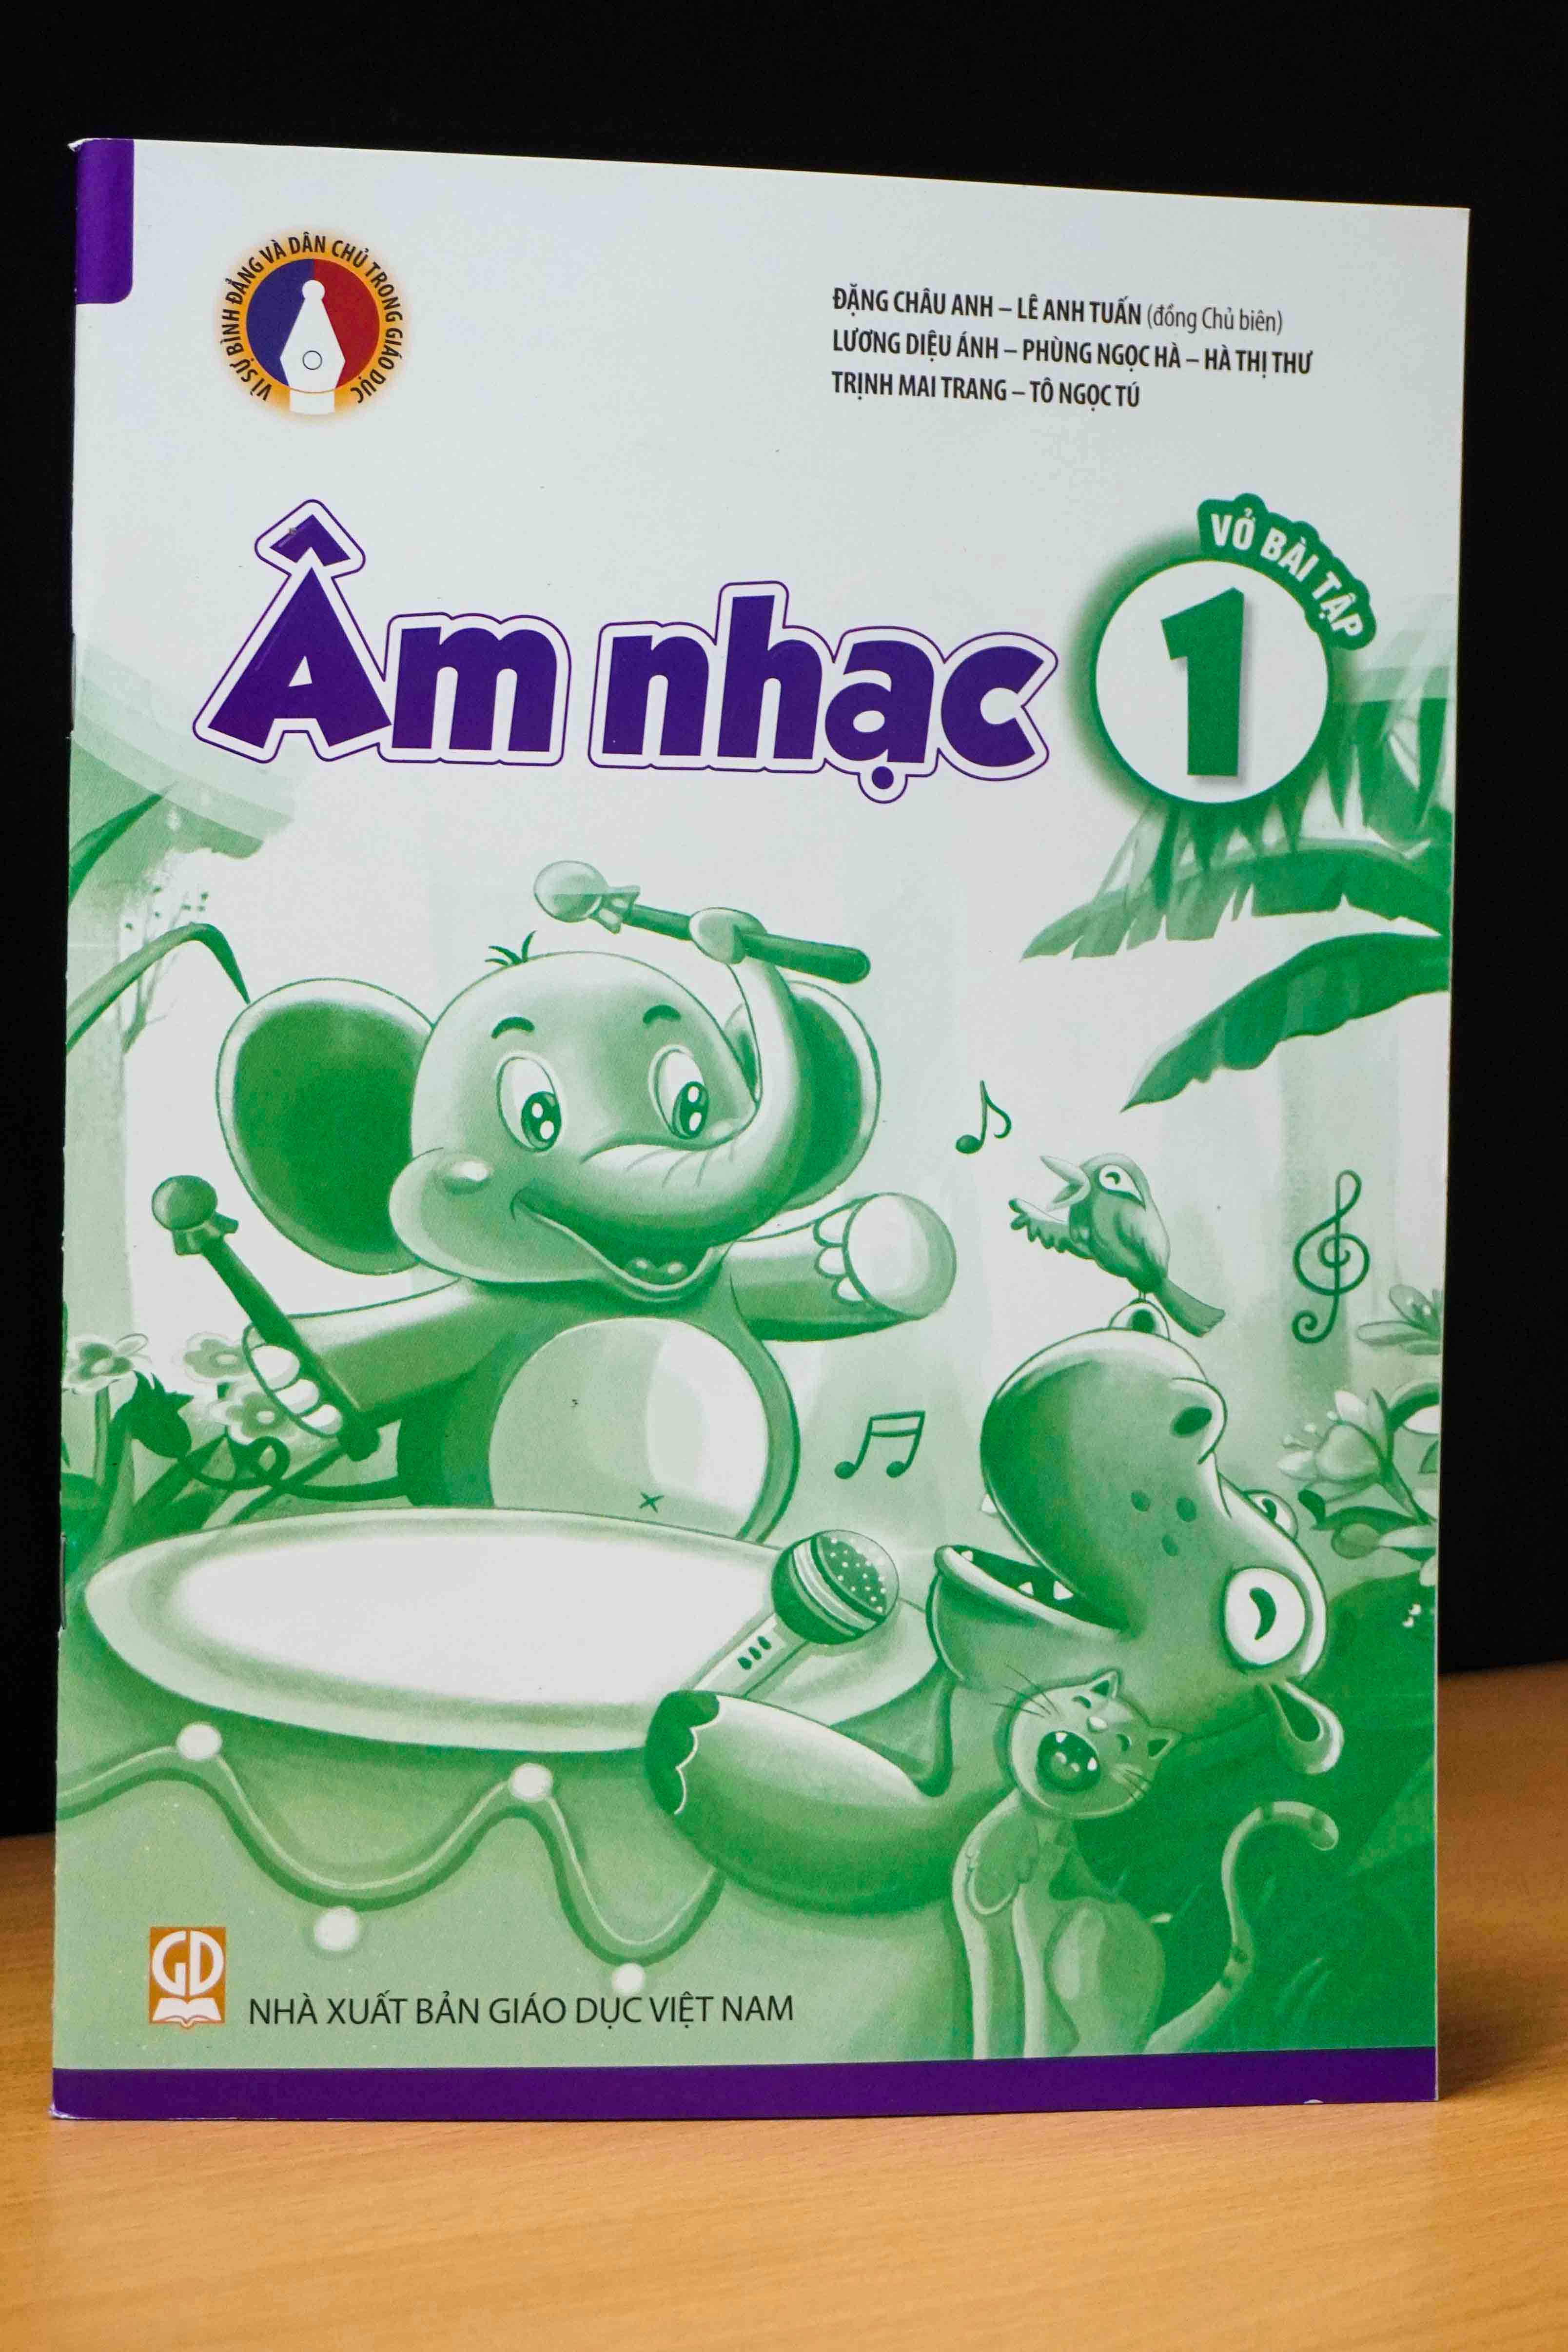 VÌ SỰ BÌNH ĐẲNG VÀ DÂN CHỦ TRONG GIÁO DỤC
ĐẶNG CHÂU ANH – LÊ ANH TUẤN (đồng Chủ biên)
LƯƠNG DIỆU ÁNH – PHÙNG NGỌC HÀ – HÀ THỊ THƯ
TRỊNH MAI TRANG – TÔ NGỌC TÚ
VỞ BÀI TẬP
Âm nhạc 1
GD
NHÀ XUẤT BẢN GIÁO DỤC VIỆT NAM